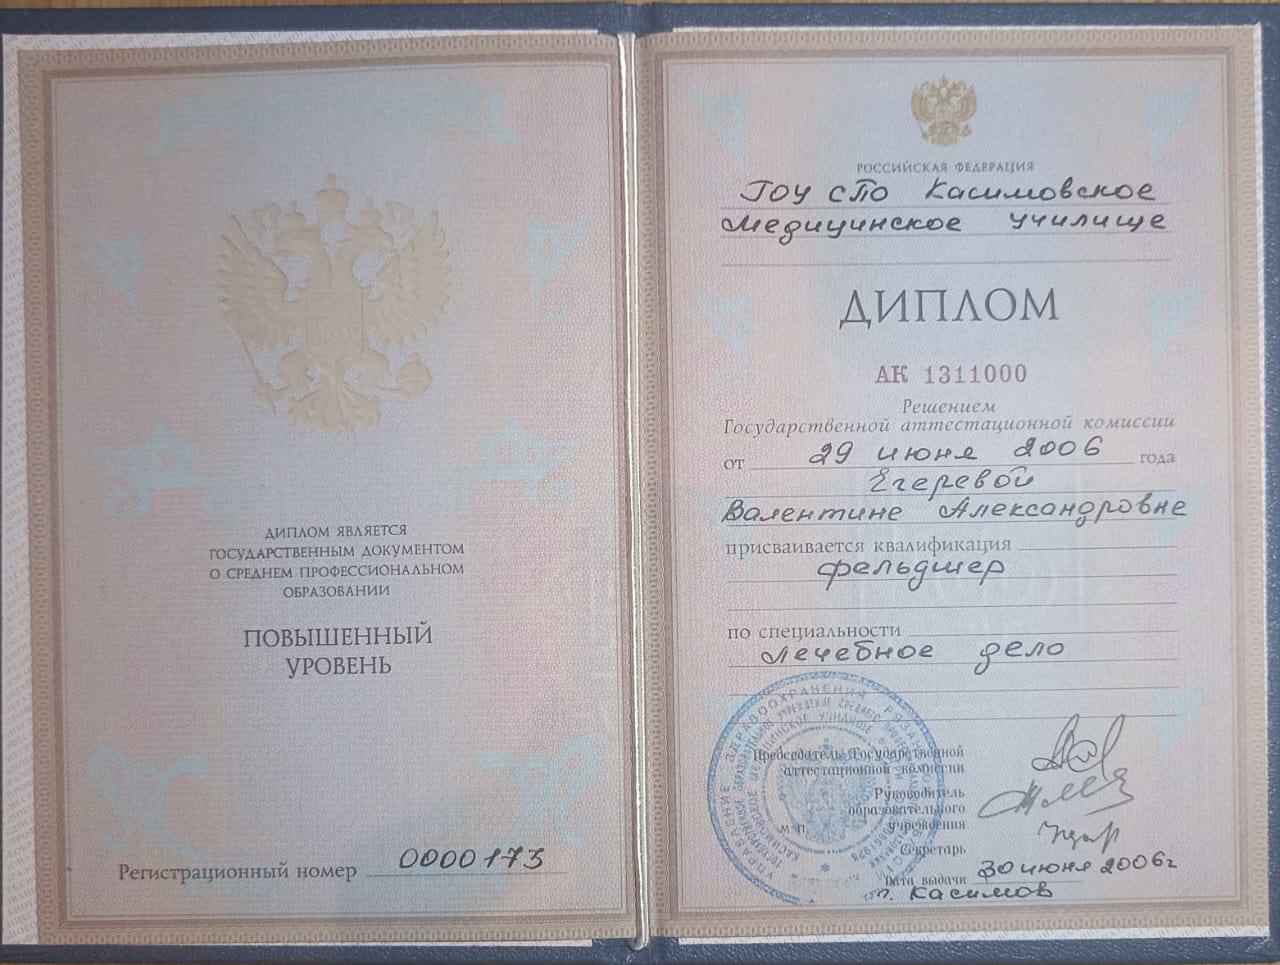 ДИПЛОМ ЯВЛЯЕТСЯ
ГОСУДАРСТВЕННЫМ ДОКУМЕНТОМ
О СРЕДНЕМ ПРОФЕССИОНАЛЬНОМ
ОБРАЗОВАНИИ
ПОВЫШЕННЫЙ
УРОВЕНЬ
Регистрационный номер 0000173
РОССИЙСКАЯ ФЕДЕРАЦИЯ
ГОУ СПО Касимовское
Медицинское училище
ДИПЛОМ
АК 1311000
Решением
Государственной аттестационной комиссии
от 29 июня 2006 года
Егеревой
Валентине Александровне
присваивается квалификация
фельдшер
по специальности
Лечебное дело
Председатель Государственной
аттестационной комиссии
Руководитель
образовательного
М.П. учреждения
Секретарь
Дата выдачи 30 июня 2006г
г. Касимов
УПРАВЛЕНИЕ ЗДРАВООХРАНЕНИЯ